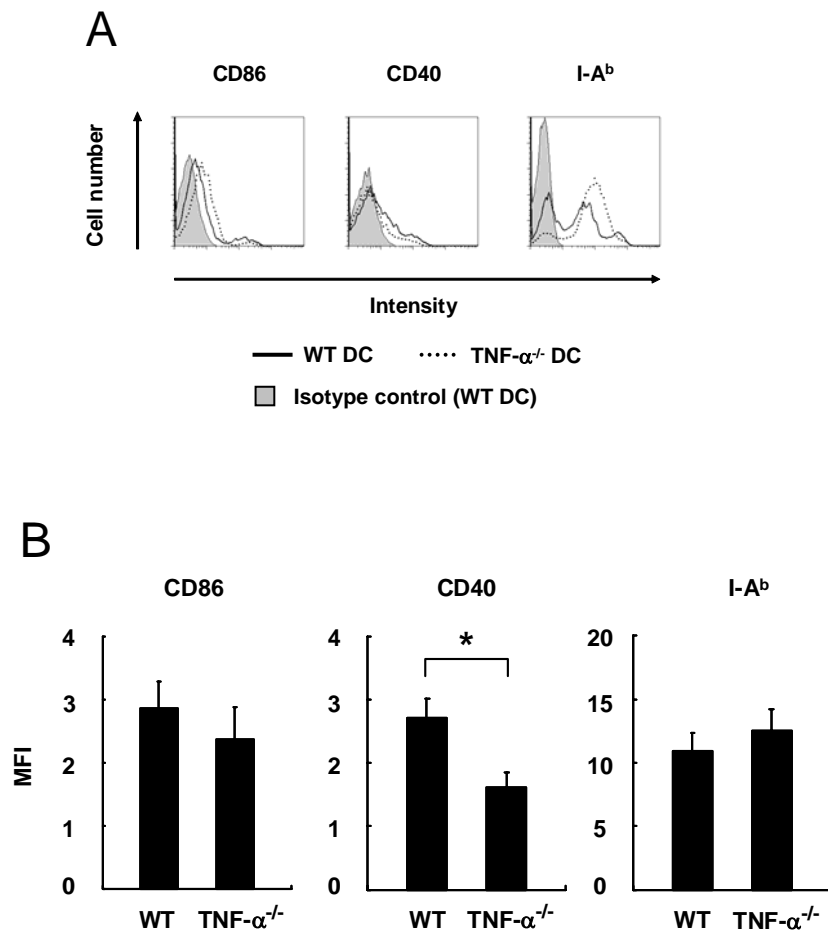 A
CD86 CD40 I-Aᵇ
Cell number
Intensity
WT DC TNF-α⁻/⁻ DC
Isotype control (WT DC)
B
CD86 CD40 I-Aᵇ
4 4 20
*
3 3 15
MFI
2 2 10
1 1 5
0 0 0
WT TNF-α⁻/⁻ WT TNF-α⁻/⁻ WT TNF-α⁻/⁻